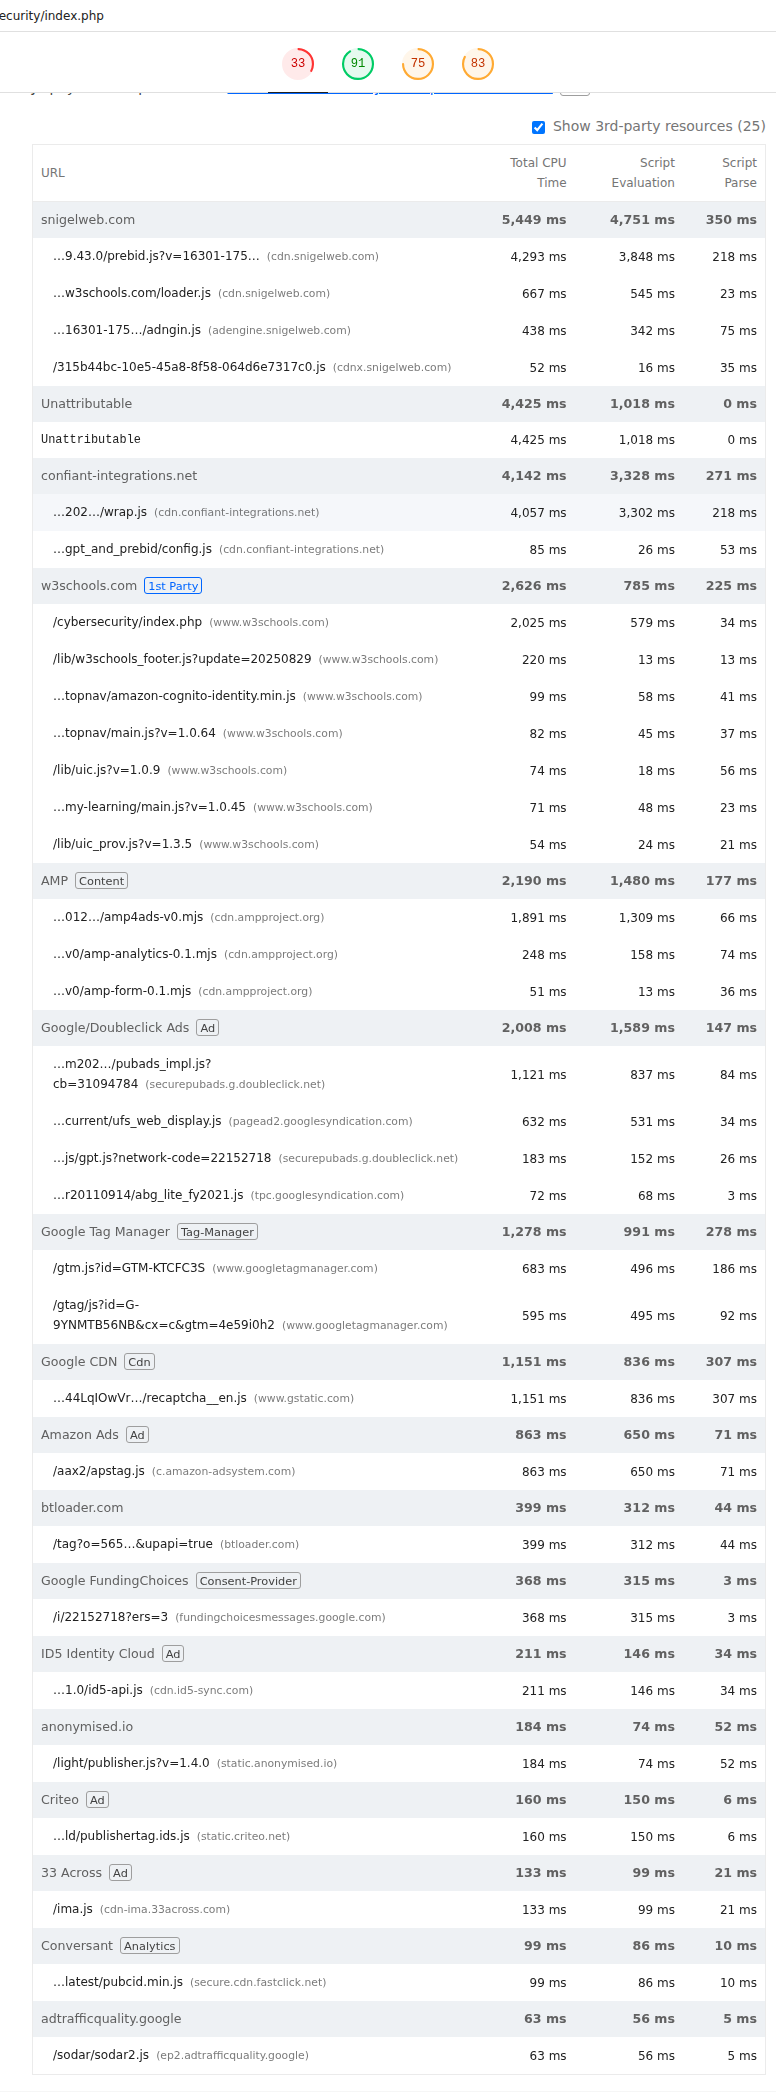 ecurity/index.php
33 91 75 83
Show 3rd-party resources (25)
URL Total CPU Time Script Evaluation Script Parse
snigelweb.com 5,449 ms 4,751 ms 350 ms
…9.43.0/prebid.js?v=16301-175… (cdn.snigelweb.com) 4,293 ms 3,848 ms 218 ms
…w3schools.com/loader.js (cdn.snigelweb.com) 667 ms 545 ms 23 ms
…16301-175…/adngin.js (adengine.snigelweb.com) 438 ms 342 ms 75 ms
/315b44bc-10e5-45a8-8f58-064d6e7317c0.js (cdnx.snigelweb.com) 52 ms 16 ms 35 ms
Unattributable 4,425 ms 1,018 ms 0 ms
Unattributable 4,425 ms 1,018 ms 0 ms
confiant-integrations.net 4,142 ms 3,328 ms 271 ms
…202…/wrap.js (cdn.confiant-integrations.net) 4,057 ms 3,302 ms 218 ms
…gpt_and_prebid/config.js (cdn.confiant-integrations.net) 85 ms 26 ms 53 ms
w3schools.com 1st Party 2,626 ms 785 ms 225 ms
/cybersecurity/index.php (www.w3schools.com) 2,025 ms 579 ms 34 ms
/lib/w3schools_footer.js?update=20250829 (www.w3schools.com) 220 ms 13 ms 13 ms
…topnav/amazon-cognito-identity.min.js (www.w3schools.com) 99 ms 58 ms 41 ms
…topnav/main.js?v=1.0.64 (www.w3schools.com) 82 ms 45 ms 37 ms
/lib/uic.js?v=1.0.9 (www.w3schools.com) 74 ms 18 ms 56 ms
…my-learning/main.js?v=1.0.45 (www.w3schools.com) 71 ms 48 ms 23 ms
/lib/uic_prov.js?v=1.3.5 (www.w3schools.com) 54 ms 24 ms 21 ms
AMP Content 2,190 ms 1,480 ms 177 ms
…012…/amp4ads-v0.mjs (cdn.ampproject.org) 1,891 ms 1,309 ms 66 ms
…v0/amp-analytics-0.1.mjs (cdn.ampproject.org) 248 ms 158 ms 74 ms
…v0/amp-form-0.1.mjs (cdn.ampproject.org) 51 ms 13 ms 36 ms
Google/Doubleclick Ads Ad 2,008 ms 1,589 ms 147 ms
…m202…/pubads_impl.js?
cb=31094784 (securepubads.g.doubleclick.net) 1,121 ms 837 ms 84 ms
…current/ufs_web_display.js (pagead2.googlesyndication.com) 632 ms 531 ms 34 ms
…js/gpt.js?network-code=22152718 (securepubads.g.doubleclick.net) 183 ms 152 ms 26 ms
…r20110914/abg_lite_fy2021.js (tpc.googlesyndication.com) 72 ms 68 ms 3 ms
Google Tag Manager Tag-Manager 1,278 ms 991 ms 278 ms
/gtm.js?id=GTM-KTCFC3S (www.googletagmanager.com) 683 ms 496 ms 186 ms
/gtag/js?id=G-
9YNMTB56NB&cx=c&gtm=4e59i0h2 (www.googletagmanager.com) 595 ms 495 ms 92 ms
Google CDN Cdn 1,151 ms 836 ms 307 ms
…44LqIOwVr…/recaptcha__en.js (www.gstatic.com) 1,151 ms 836 ms 307 ms
Amazon Ads Ad 863 ms 650 ms 71 ms
/aax2/apstag.js (c.amazon-adsystem.com) 863 ms 650 ms 71 ms
btloader.com 399 ms 312 ms 44 ms
/tag?o=565…&upapi=true (btloader.com) 399 ms 312 ms 44 ms
Google FundingChoices Consent-Provider 368 ms 315 ms 3 ms
/i/22152718?ers=3 (fundingchoicesmessages.google.com) 368 ms 315 ms 3 ms
ID5 Identity Cloud Ad 211 ms 146 ms 34 ms
…1.0/id5-api.js (cdn.id5-sync.com) 211 ms 146 ms 34 ms
anonymised.io 184 ms 74 ms 52 ms
/light/publisher.js?v=1.4.0 (static.anonymised.io) 184 ms 74 ms 52 ms
Criteo Ad 160 ms 150 ms 6 ms
…ld/publishertag.ids.js (static.criteo.net) 160 ms 150 ms 6 ms
33 Across Ad 133 ms 99 ms 21 ms
/ima.js (cdn-ima.33across.com) 133 ms 99 ms 21 ms
Conversant Analytics 99 ms 86 ms 10 ms
…latest/pubcid.min.js (secure.cdn.fastclick.net) 99 ms 86 ms 10 ms
adtrafficquality.google 63 ms 56 ms 5 ms
/sodar/sodar2.js (ep2.adtrafficquality.google) 63 ms 56 ms 5 ms